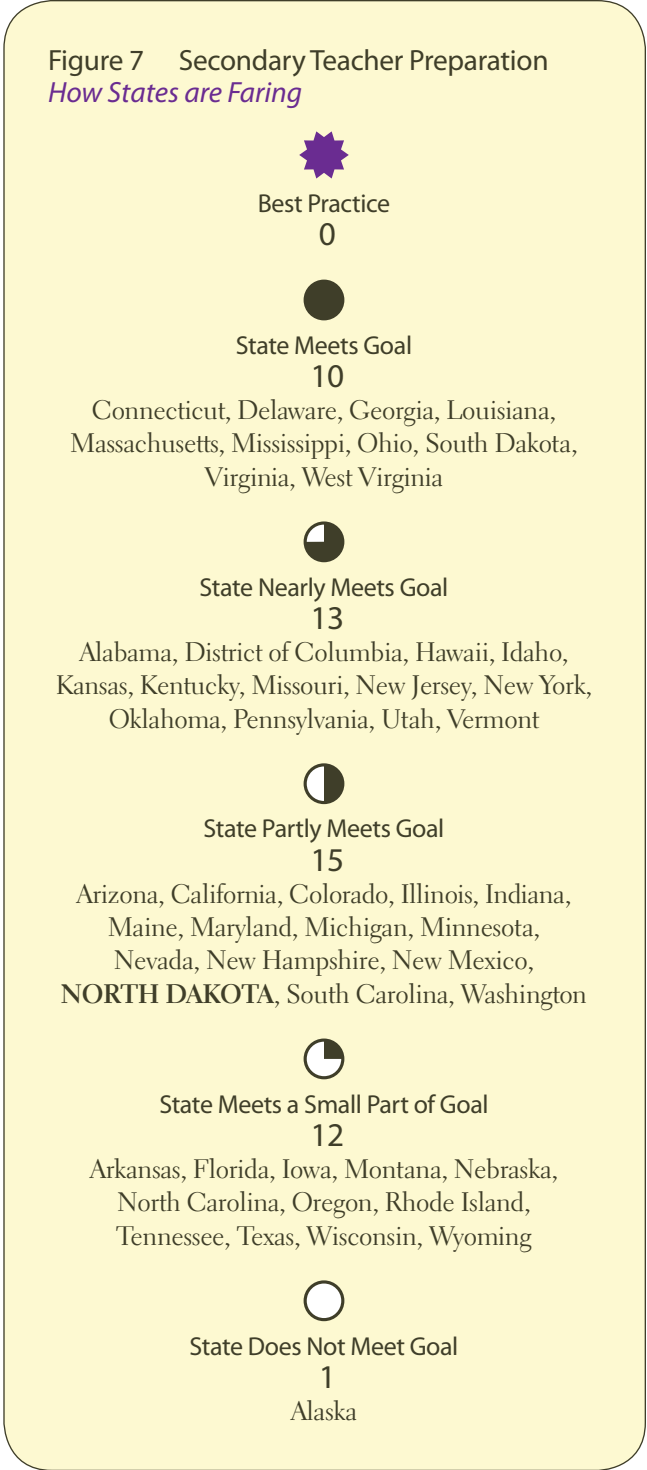 Figure 7 Secondary Teacher Preparation
How States are Faring
Best Practice
0
State Meets Goal
10
Connecticut, Delaware, Georgia, Louisiana,
Massachusetts, Mississippi, Ohio, South Dakota,
Virginia, West Virginia
State Nearly Meets Goal
13
Alabama, District of Columbia, Hawaii, Idaho,
Kansas, Kentucky, Missouri, New Jersey, New York,
Oklahoma, Pennsylvania, Utah, Vermont
State Partly Meets Goal
15
Arizona, California, Colorado, Illinois, Indiana,
Maine, Maryland, Michigan, Minnesota,
Nevada, New Hampshire, New Mexico,
NORTH DAKOTA, South Carolina, Washington
State Meets a Small Part of Goal
12
Arkansas, Florida, Iowa, Montana, Nebraska,
North Carolina, Oregon, Rhode Island,
Tennessee, Texas, Wisconsin, Wyoming
State Does Not Meet Goal
1
Alaska